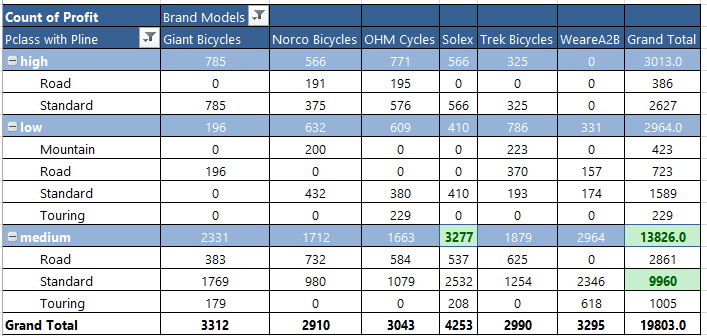 Count of Profit Brand Models
Pclass with Pline Giant Bicycles Norco Bicycles OHM Cycles Solex Trek Bicycles WeareA2B Grand Total
high 785 566 771 566 325 0 3013.0
Road 0 191 195 0 0 0 386
Standard 785 375 576 566 325 0 2627
low 196 632 609 410 786 331 2964.0
Mountain 0 200 0 0 223 0 423
Road 196 0 0 0 370 157 723
Standard 0 432 380 410 193 174 1589
Touring 0 0 229 0 0 0 229
medium 2331 1712 1663 3277 1879 2964 13826.0
Road 383 732 584 537 625 0 2861
Standard 1769 980 1079 2532 1254 2346 9960
Touring 179 0 0 208 0 618 1005
Grand Total 3312 2910 3043 4253 2990 3295 19803.0